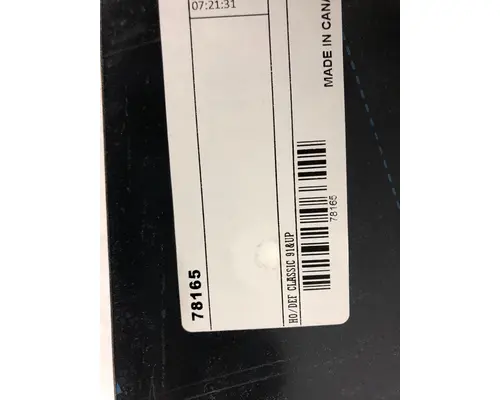 07:21:31
MADE IN CANA
78165
HO/DEF CLASSIC 91&UP
78165